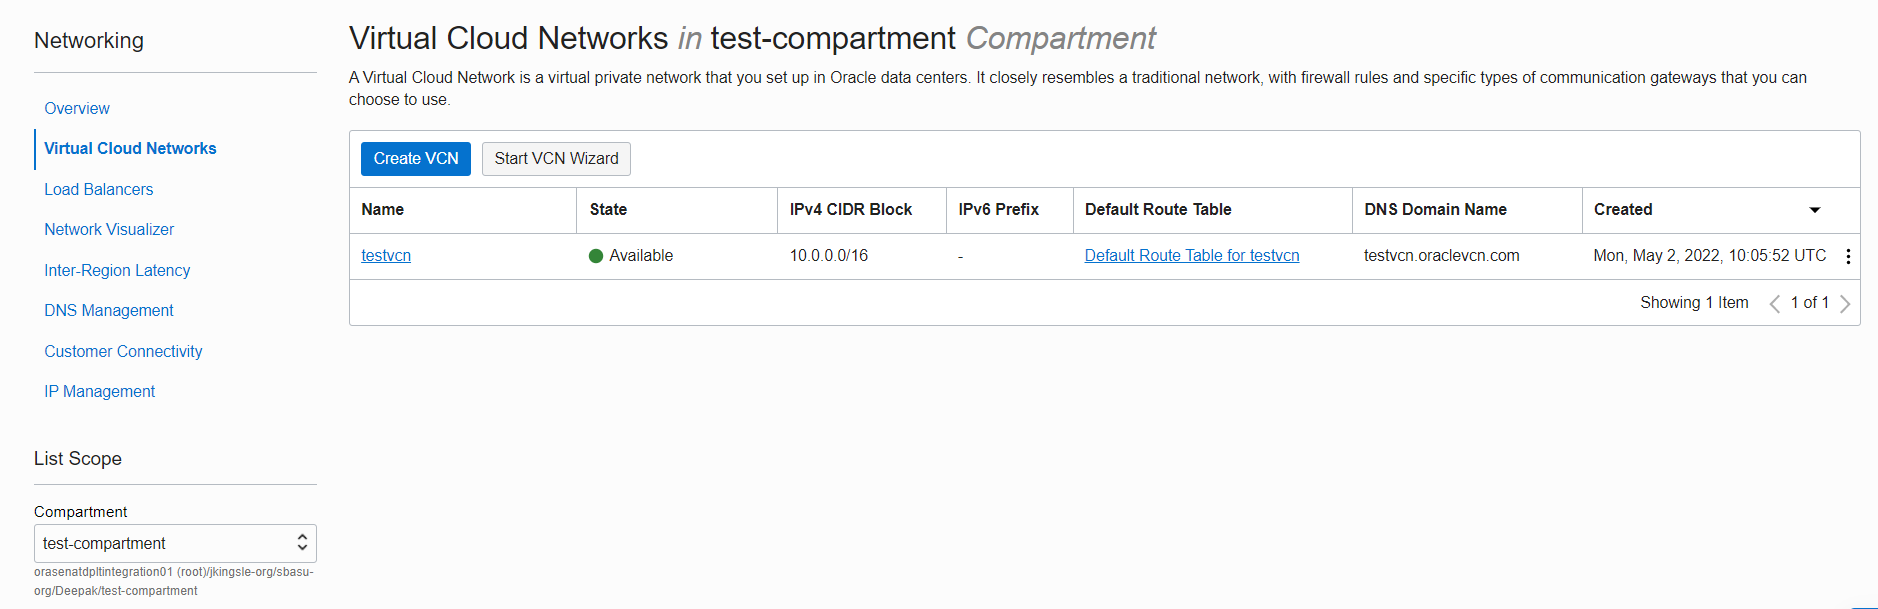 Networking
Overview
Virtual Cloud Networks
Load Balancers
Network Visualizer
Inter-Region Latency
DNS Management
Customer Connectivity
IP Management
List Scope
Compartment
test-compartment
orasenatdpltintegration01 (root)/jkingsle-org/sbasu-
org/Deepak/test-compartment
Virtual Cloud Networks in test-compartment Compartment
A Virtual Cloud Network is a virtual private network that you set up in Oracle data centers. It closely resembles a traditional network, with firewall rules and specific types of communication gateways that you can
choose to use.
Create VCN Start VCN Wizard
Name State IPv4 CIDR Block IPv6 Prefix Default Route Table DNS Domain Name Created
testvcn Available 10.0.0.0/16 - Default Route Table for testvcn testvcn.oraclevcn.com Mon, May 2, 2022, 10:05:52 UTC
Showing 1 Item 1 of 1